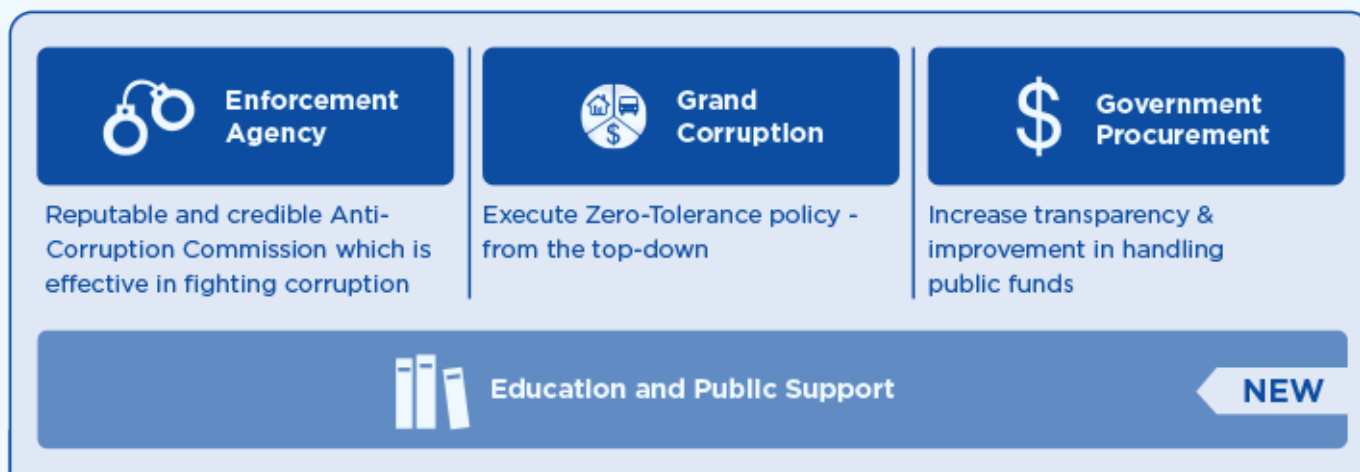 Enforcement
Agency
Grand
Corruption
$
$
Government
Procurement
Reputable and credible Anti-
Corruption Commission which is
effective in fighting corruption
Execute Zero-Tolerance policy -
from the top-down
Increase transparency &
improvement in handling
public funds
Education and Public Support
NEW